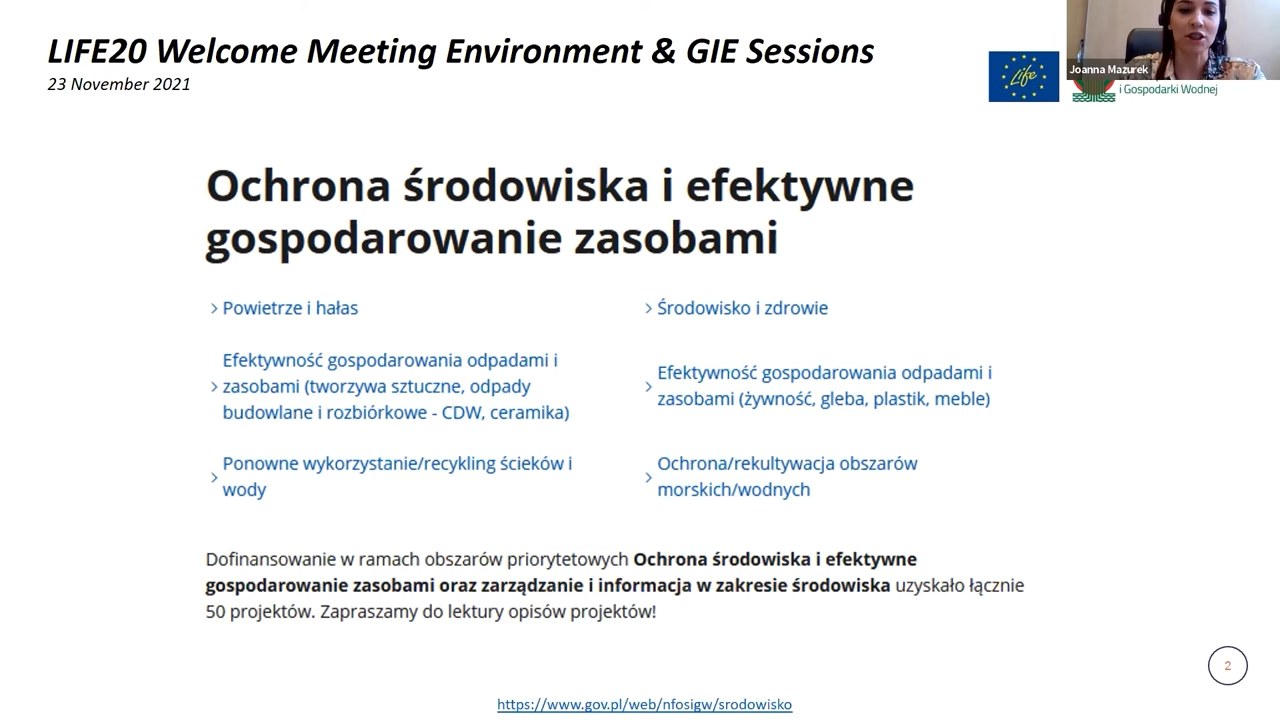 LIFE20 Welcome Meeting Environment & GIE Sessions
23 November 2021
Life
Joanna Mazurek
i Gospodarki Wodnej
Ochrona środowiska i efektywne
gospodarowanie zasobami
Powietrze i hałas
Środowisko i zdrowie
Efektywność gospodarowania odpadami i
zasobami (tworzywa sztuczne, odpady
budowlane i rozbiórkowe - CDW, ceramika)
Efektywność gospodarowania odpadami i
zasobami (żywność, gleba, plastik, meble)
Ponowne wykorzystanie/recykling ścieków i
wody
Ochrona/rekultywacja obszarów
morskich/wodnych
Dofinansowanie w ramach obszarów priorytetowych Ochrona środowiska i efektywne
gospodarowanie zasobami oraz zarządzanie i informacja w zakresie środowiska uzyskało łącznie
50 projektów. Zapraszamy do lektury opisów projektów!
2
https://www.gov.pl/web/nfosigw/srodowisko